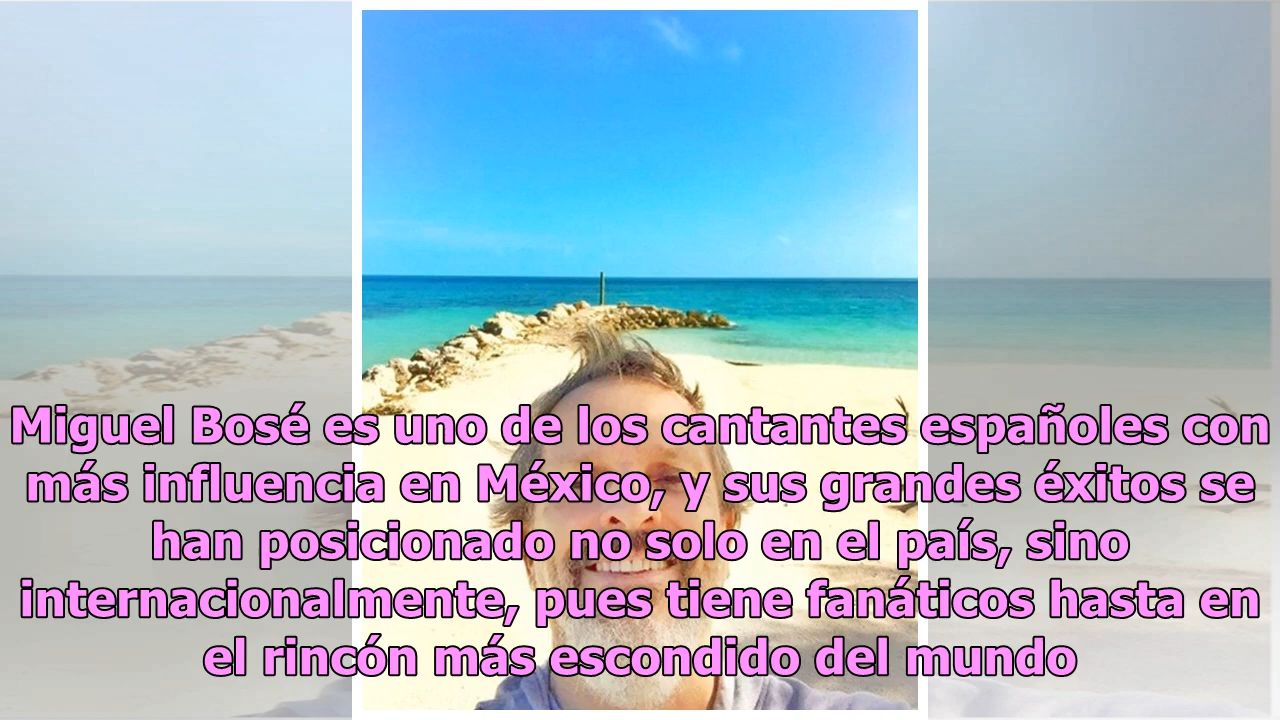 Miguel Bosé es uno de los cantantes españoles con
más influencia en México, y sus grandes éxitos se
han posicionado no solo en el país, sino
internacionalmente, pues tiene fanáticos hasta en
el rincón más escondido del mundo